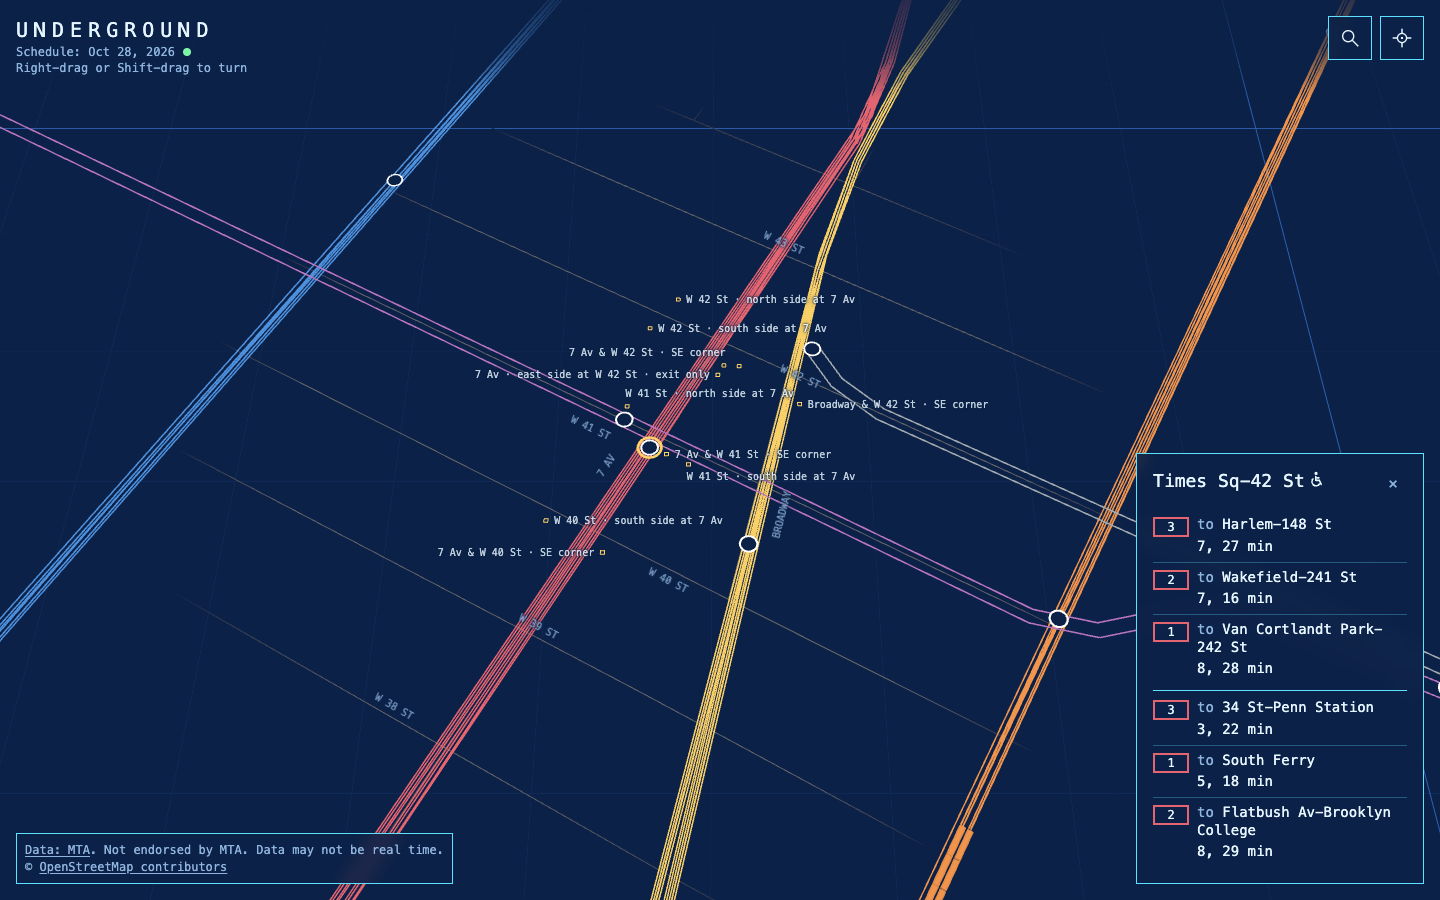 UNDERGROUND
Schedule: Oct 28, 2026
Right-drag or Shift-drag to turn
W 43 ST
W 42 St · north side at 7 Av
W 42 St · south side at 7 Av
7 Av & W 42 St · SE corner
7 Av · east side at W 42 St · exit only
W 42 ST
W 41 St · north side at 7 Av
Broadway & W 42 St · SE corner
W 41 ST
7 Av & W 41 St · SE corner
7 AV
W 41 St · south side at 7 Av
BROADWAY
W 40 St · south side at 7 Av
7 Av & W 40 St · SE corner
W 40 ST
W 39 ST
W 38 ST
Times Sq-42 St
×
3 to Harlem-148 St
7, 27 min
2 to Wakefield-241 St
7, 16 min
1 to Van Cortlandt Park-
242 St
8, 28 min
3 to 34 St-Penn Station
3, 22 min
1 to South Ferry
5, 18 min
2 to Flatbush Av-Brooklyn
College
8, 29 min
Data: MTA. Not endorsed by MTA. Data may not be real time.
© OpenStreetMap contributors